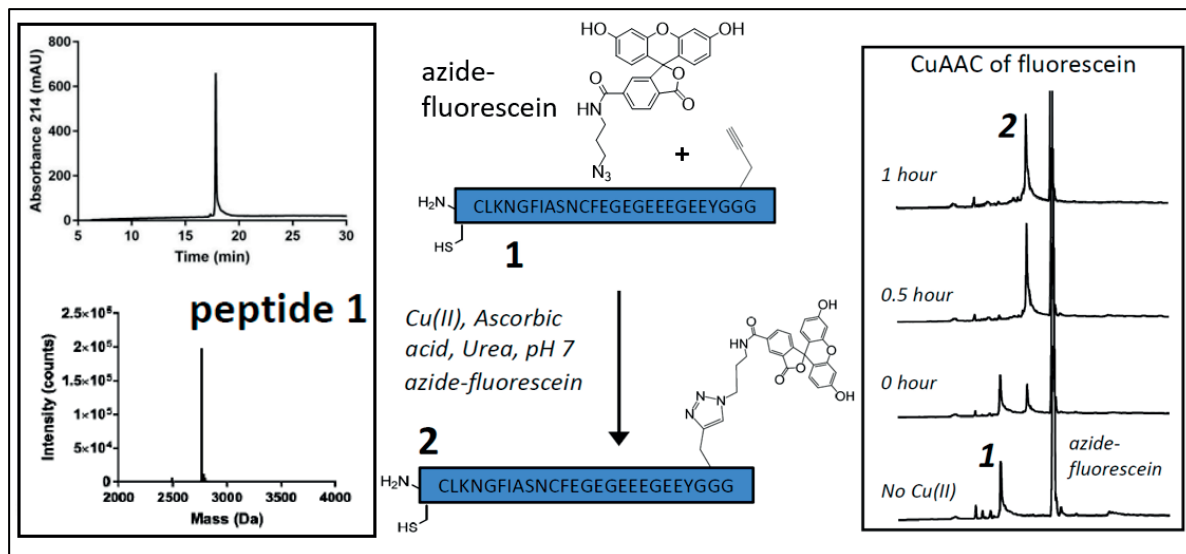 800
600
400
200
0
Absorbance 214 (mAU)
10
15
20
25
30
Time (min)
peptide 1
2.5×10⁵
2.0×10⁵
1.5×10⁵
1.0×10⁵
5.0×10⁴
0
Intensity (counts)
2000
2500
3000
3500
4000
Mass (Da)
azide-
fluorescein
HO
O
OH
O
O
O
HN
N₃
+
H₂N
CLKNGFIASNCFEGEGEEEGEEYGGG
HS
1
Cu(II), Ascorbic
acid, Urea, pH 7
azide-fluorescein
O
HN
O
O
OH
O
OH
N
N
N
2
H₂N
CLKNGFIASNCFEGEGEEEGEEYGGG
HS
CuAAC of fluorescein
2
1 hour
0.5 hour
0 hour
1
azide-
fluorescein
No Cu(II)